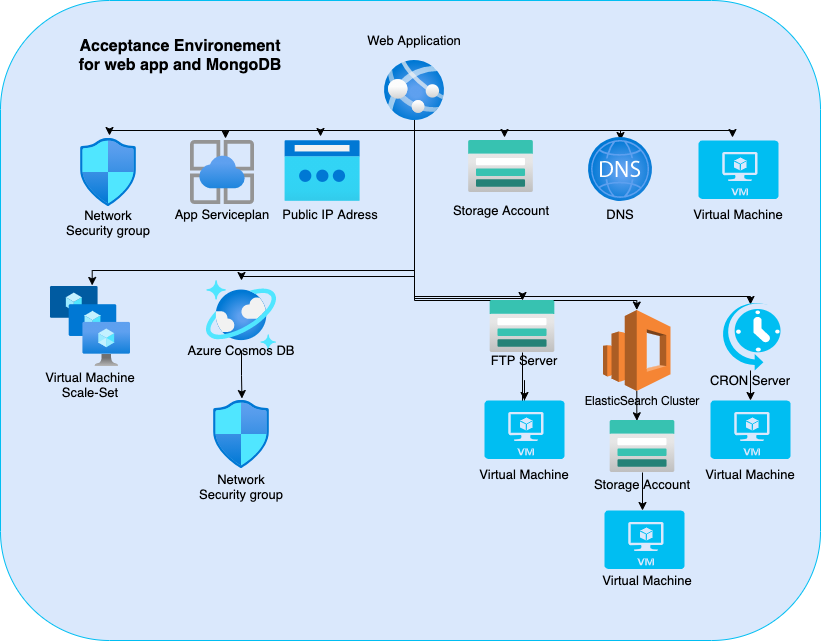 Acceptance Environement
for web app and MongoDB
Web Application
Network
Security group
App Serviceplan
Public IP Adress
Storage Account
DNS
DNS
VM
Virtual Machine
Virtual Machine
Scale-Set
Azure Cosmos DB
Network
Security group
FTP Server
VM
Virtual Machine
ElasticSearch Cluster
Storage Account
VM
Virtual Machine
CRON Server
VM
Virtual Machine